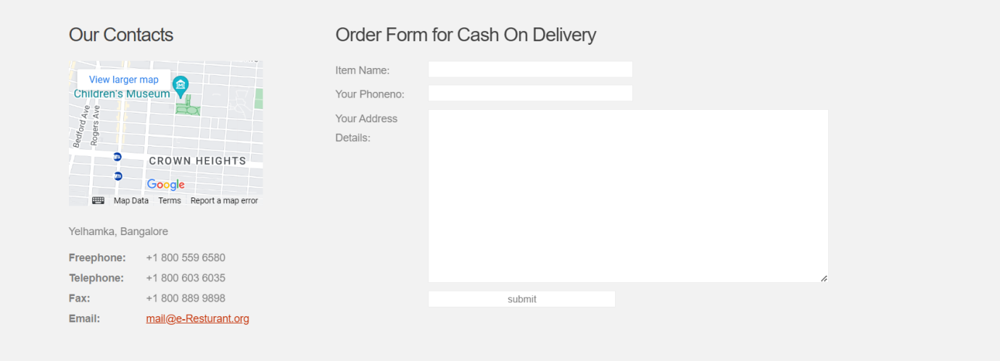 Our Contacts
View larger map
Children's Museum
Bedford Ave
Rogers Ave
CROWN HEIGHTS
Google
Map Data Terms Report a map error
Yelhamka, Bangalore
Freephone: +1 800 559 6580
Telephone: +1 800 603 6035
Fax: +1 800 889 9898
Email: mail@e-Resturant.org
Order Form for Cash On Delivery
Item Name:
Your Phoneno:
Your Address
Details:
submit